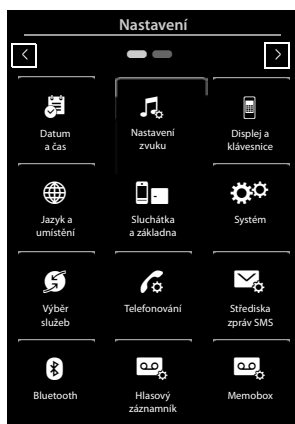 Nastavení
Datum
a čas
Nastavení
zvuku
Displej a
klávesnice
Jazyk a
umístění
Sluchátka
a základna
Systém
Výběr
služeb
Telefonování
Střediska
zpráv SMS
Bluetooth
Hlasový
záznamník
Memobox